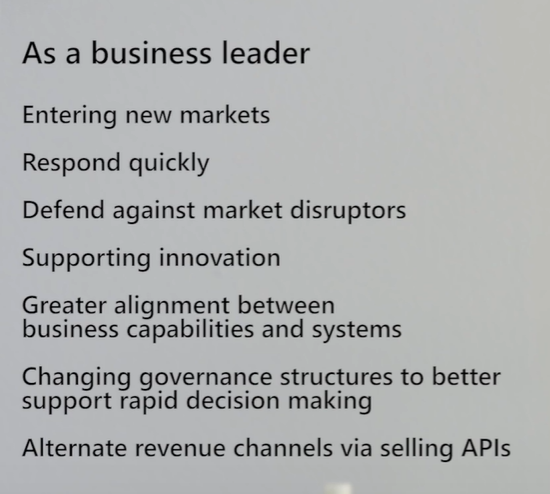 As a business leader
Entering new markets
Respond quickly
Defend against market disruptors
Supporting innovation
Greater alignment between
business capabilities and systems
Changing governance structures to better
support rapid decision making
Alternate revenue channels via selling APIs